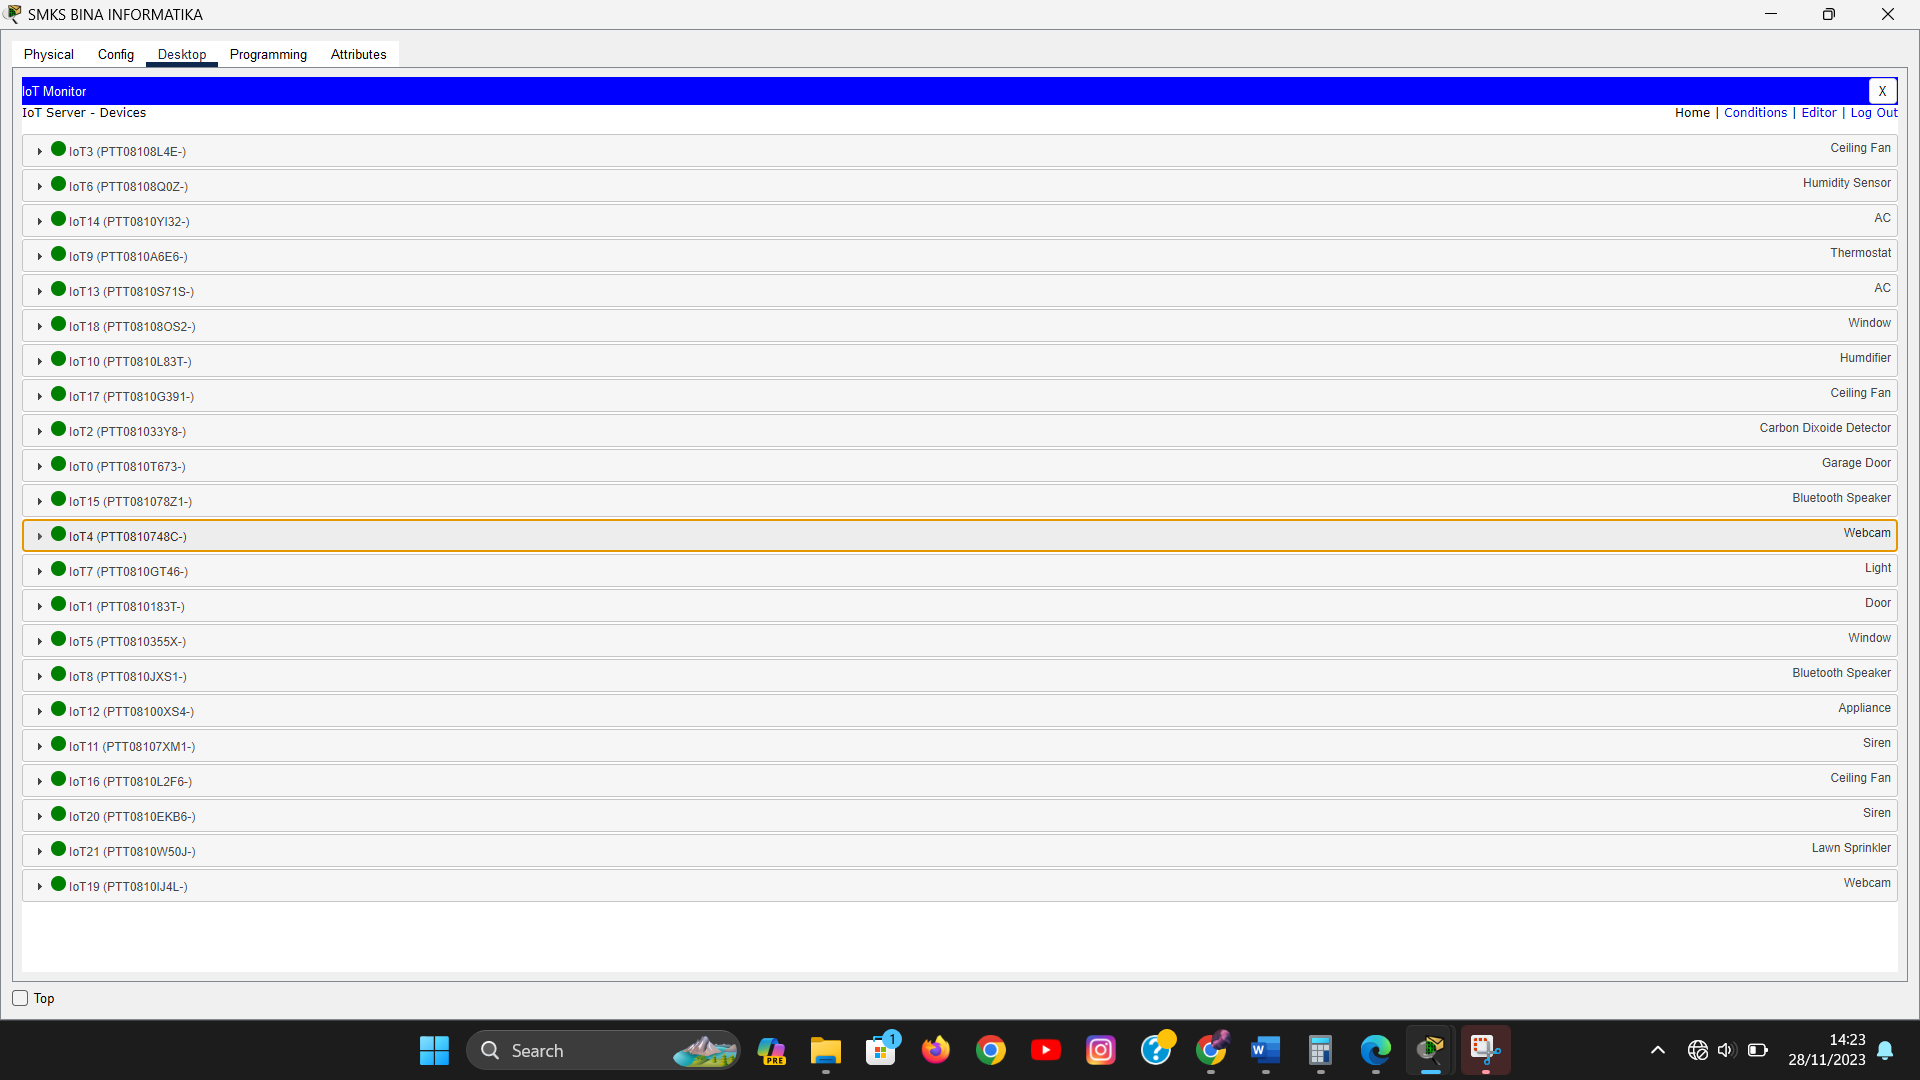 SMKS BINA INFORMATIKA
Physical Config Desktop Programming Attributes
IoT Monitor X
IoT Server - Devices Home | Conditions | Editor | Log Out
IoT3 (PTT08108L4E-) Ceiling Fan
IoT6 (PTT08108Q0Z-) Humidity Sensor
IoT14 (PTT0810YI32-) AC
IoT9 (PTT0810A6E6-) Thermostat
IoT13 (PTT0810S71S-) AC
IoT18 (PTT08108OS2-) Window
IoT10 (PTT0810L83T-) Humdifier
IoT17 (PTT0810G391-) Ceiling Fan
IoT2 (PTT081033Y8-) Carbon Dixoide Detector
IoT0 (PTT0810T673-) Garage Door
IoT15 (PTT081078Z1-) Bluetooth Speaker
IoT4 (PTT0810748C-) Webcam
IoT7 (PTT0810GT46-) Light
IoT1 (PTT0810183T-) Door
IoT5 (PTT0810355X-) Window
IoT8 (PTT0810JXS1-) Bluetooth Speaker
IoT12 (PTT08100XS4-) Appliance
IoT11 (PTT08107XM1-) Siren
IoT16 (PTT0810L2F6-) Ceiling Fan
IoT20 (PTT0810EKB6-) Siren
IoT21 (PTT0810W50J-) Lawn Sprinkler
IoT19 (PTT0810IJ4L-) Webcam
Top
Search PRE 1 W 14:23
28/11/2023